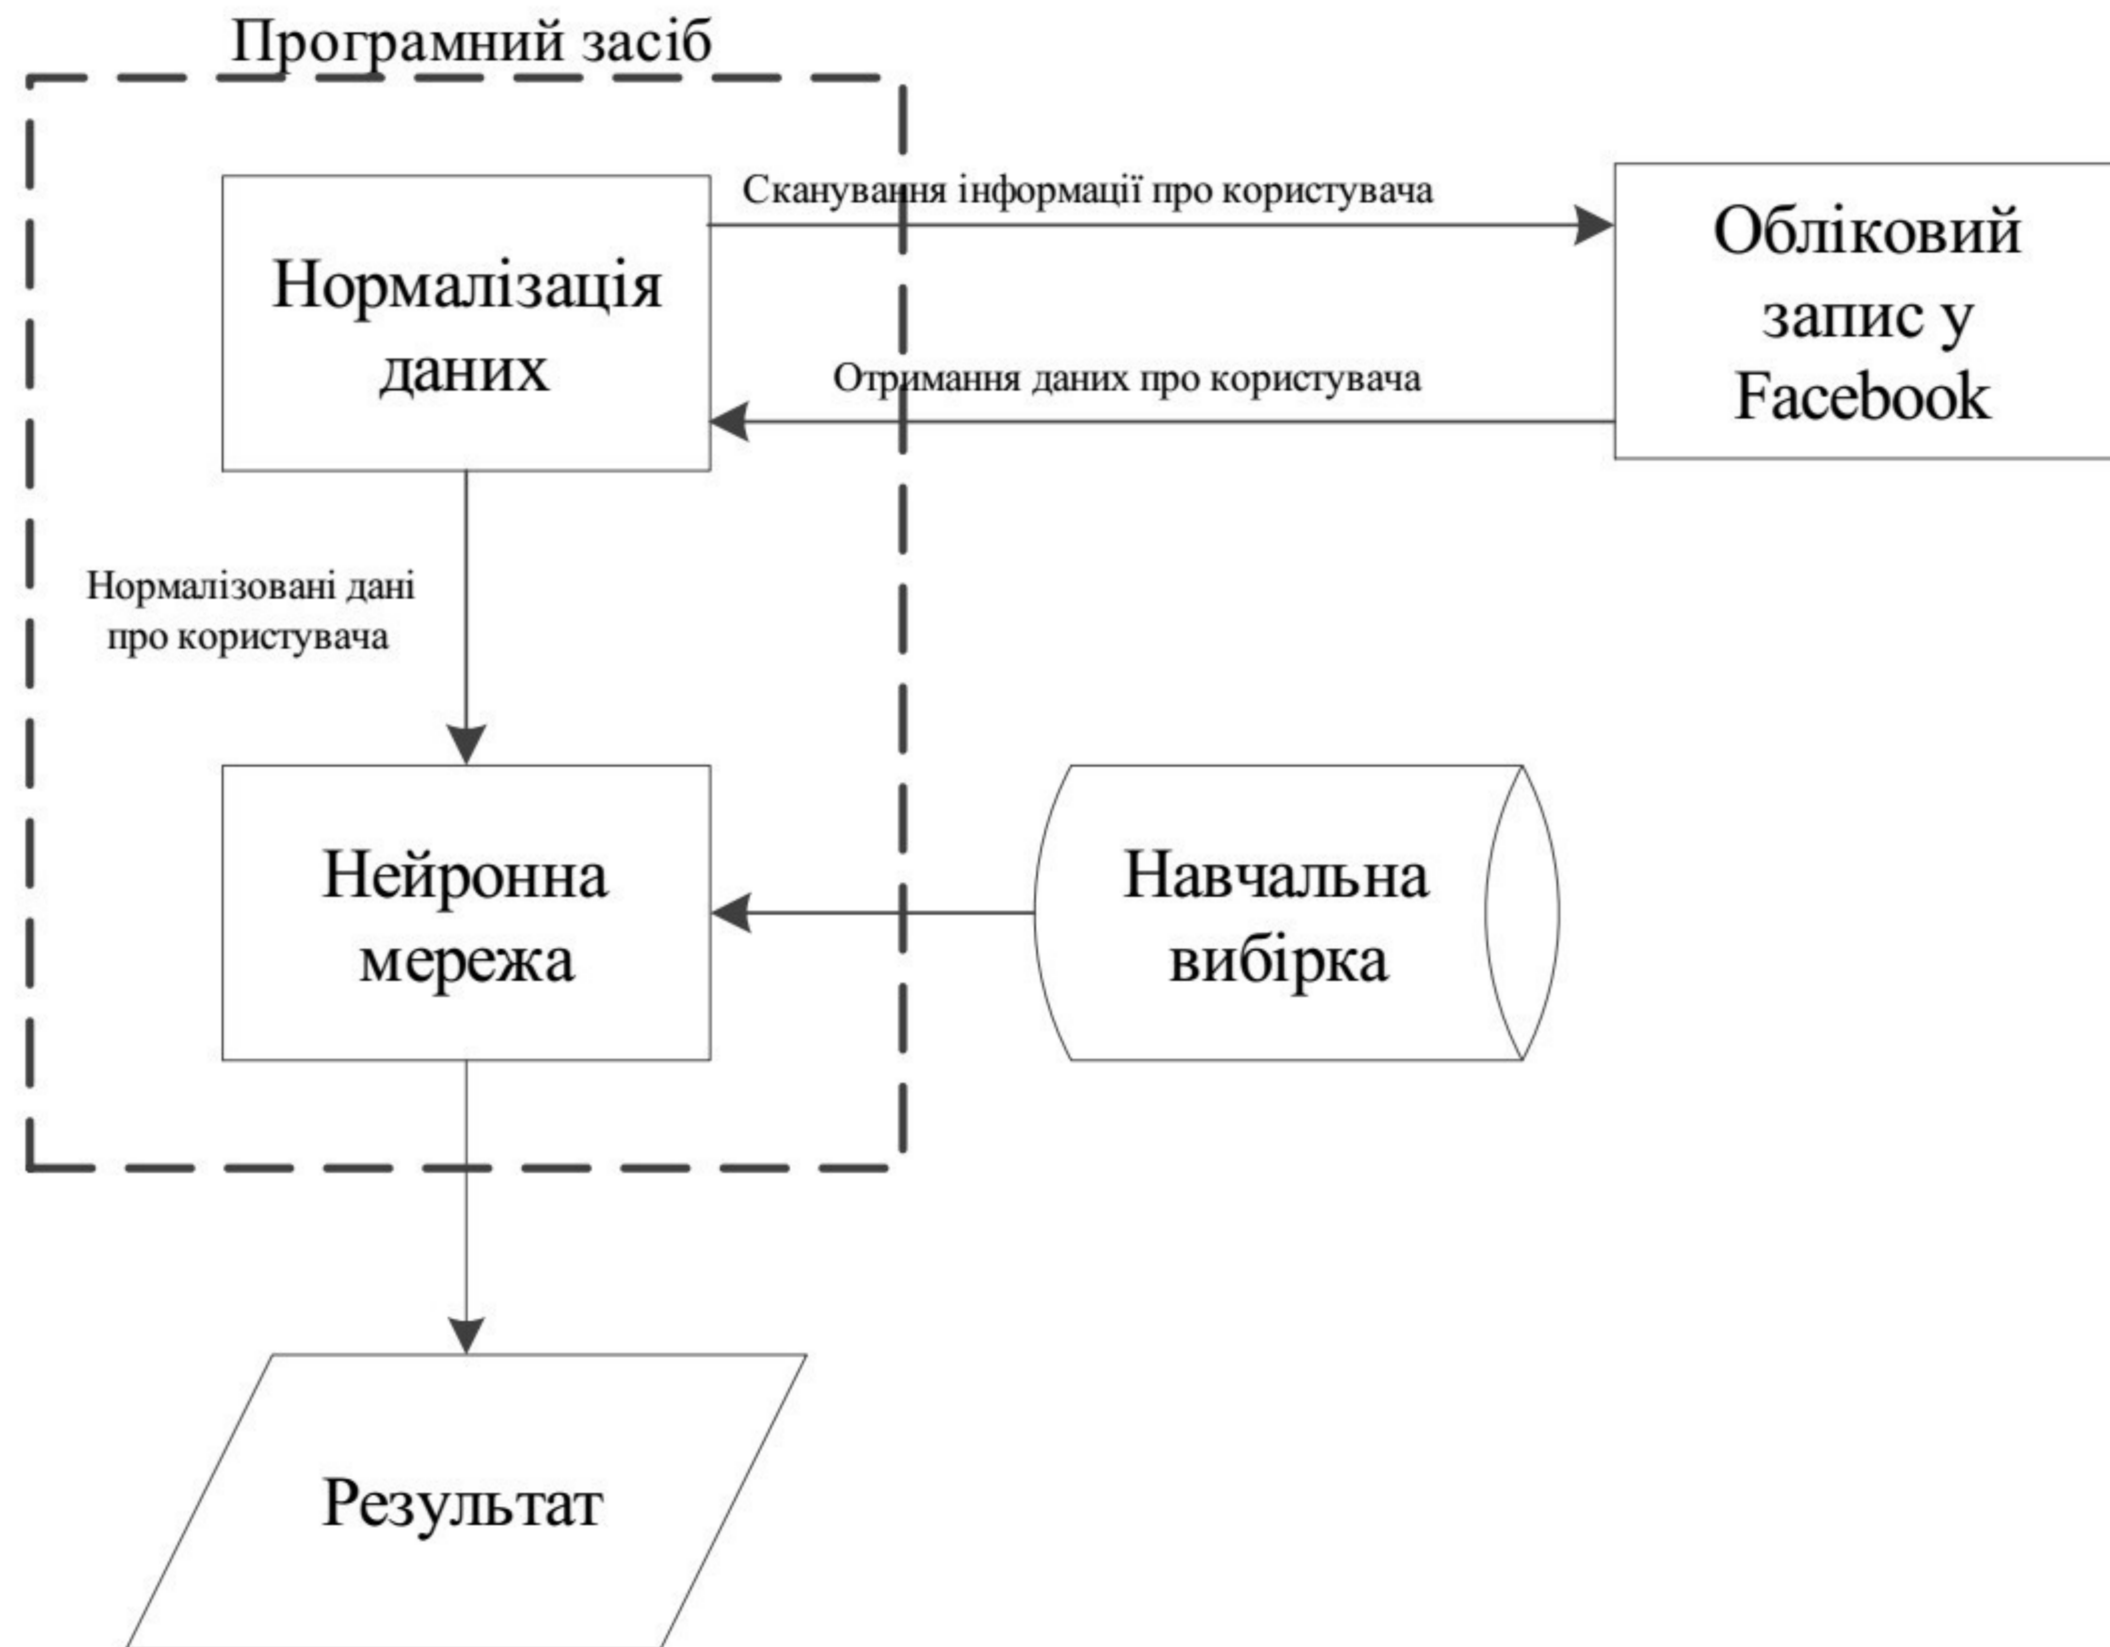 Програмний засіб
Сканування інформації про користувача
Нормалізація
даних
Обліковий
запис у
Facebook
Отримання даних про користувача
Нормалізовані дані
про користувача
Нейронна
мережа
Навчальна
вибірка
Результат